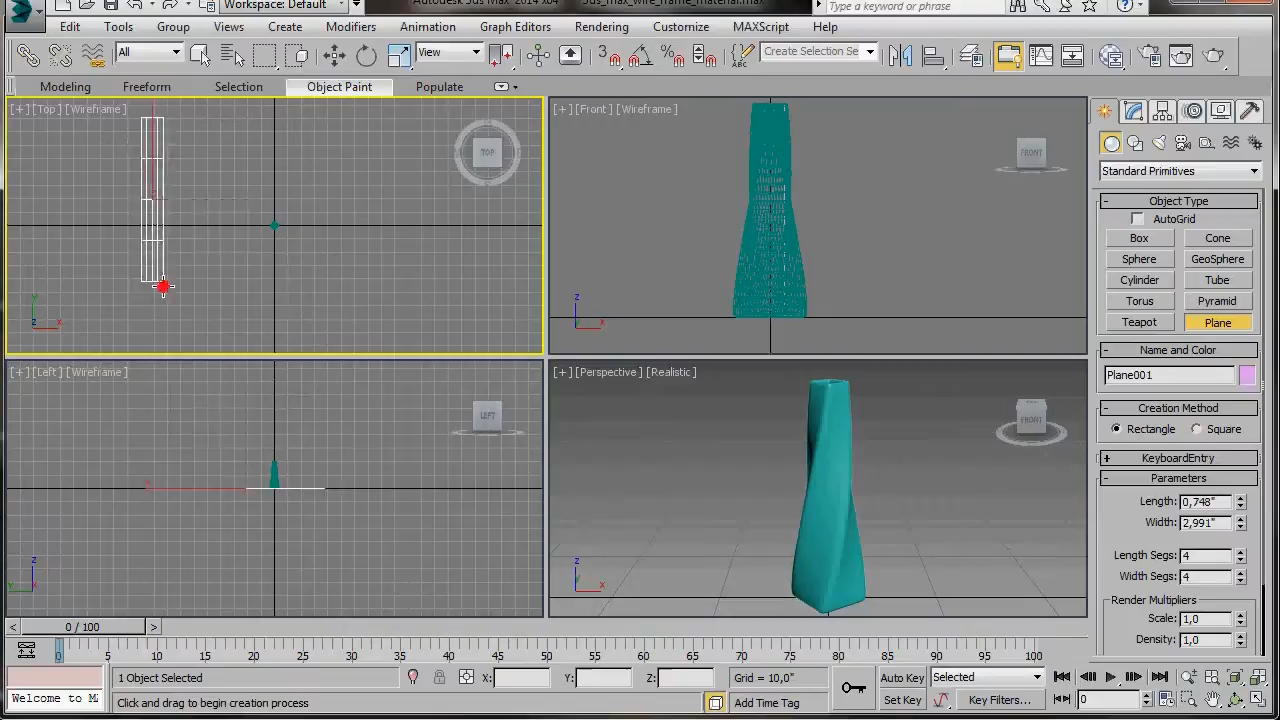 Workspace: Default
Autodesk 3ds Max 2014 x64
3ds_max_wire_frame_material.max
Type a keyword or phrase
Edit Tools Group Views Create Modifiers Animation Graph Editors Rendering Customize MAXScript Help
All View 3 Create Selection Se
Modeling Freeform Selection Object Paint Populate
[+] [Top] [Wireframe]
TOP
[+] [Front] [Wireframe]
FRONT
[+] [Left] [Wireframe]
LEFT
[+] [Perspective] [Realistic]
FRONT
Standard Primitives
- Object Type
AutoGrid
Box Cone
Sphere GeoSphere
Cylinder Tube
Torus Pyramid
Teapot Plane
- Name and Color
Plane001
- Creation Method
Rectangle Square
+ KeyboardEntry
- Parameters
Length: 0,748"
Width: 2,991"
Length Segs: 4
Width Segs: 4
Render Multipliers
Scale: 1,0
Density: 1,0
< 0 / 100 >
0 5 10 15 20 25 30 35 40 45 50 55 60 65 70 75 80 85 90 95 100
1 Object Selected X: Y: Z: Grid = 10,0" Auto Key Selected
Welcome to M
Click and drag to begin creation process Add Time Tag Set Key Key Filters... 0